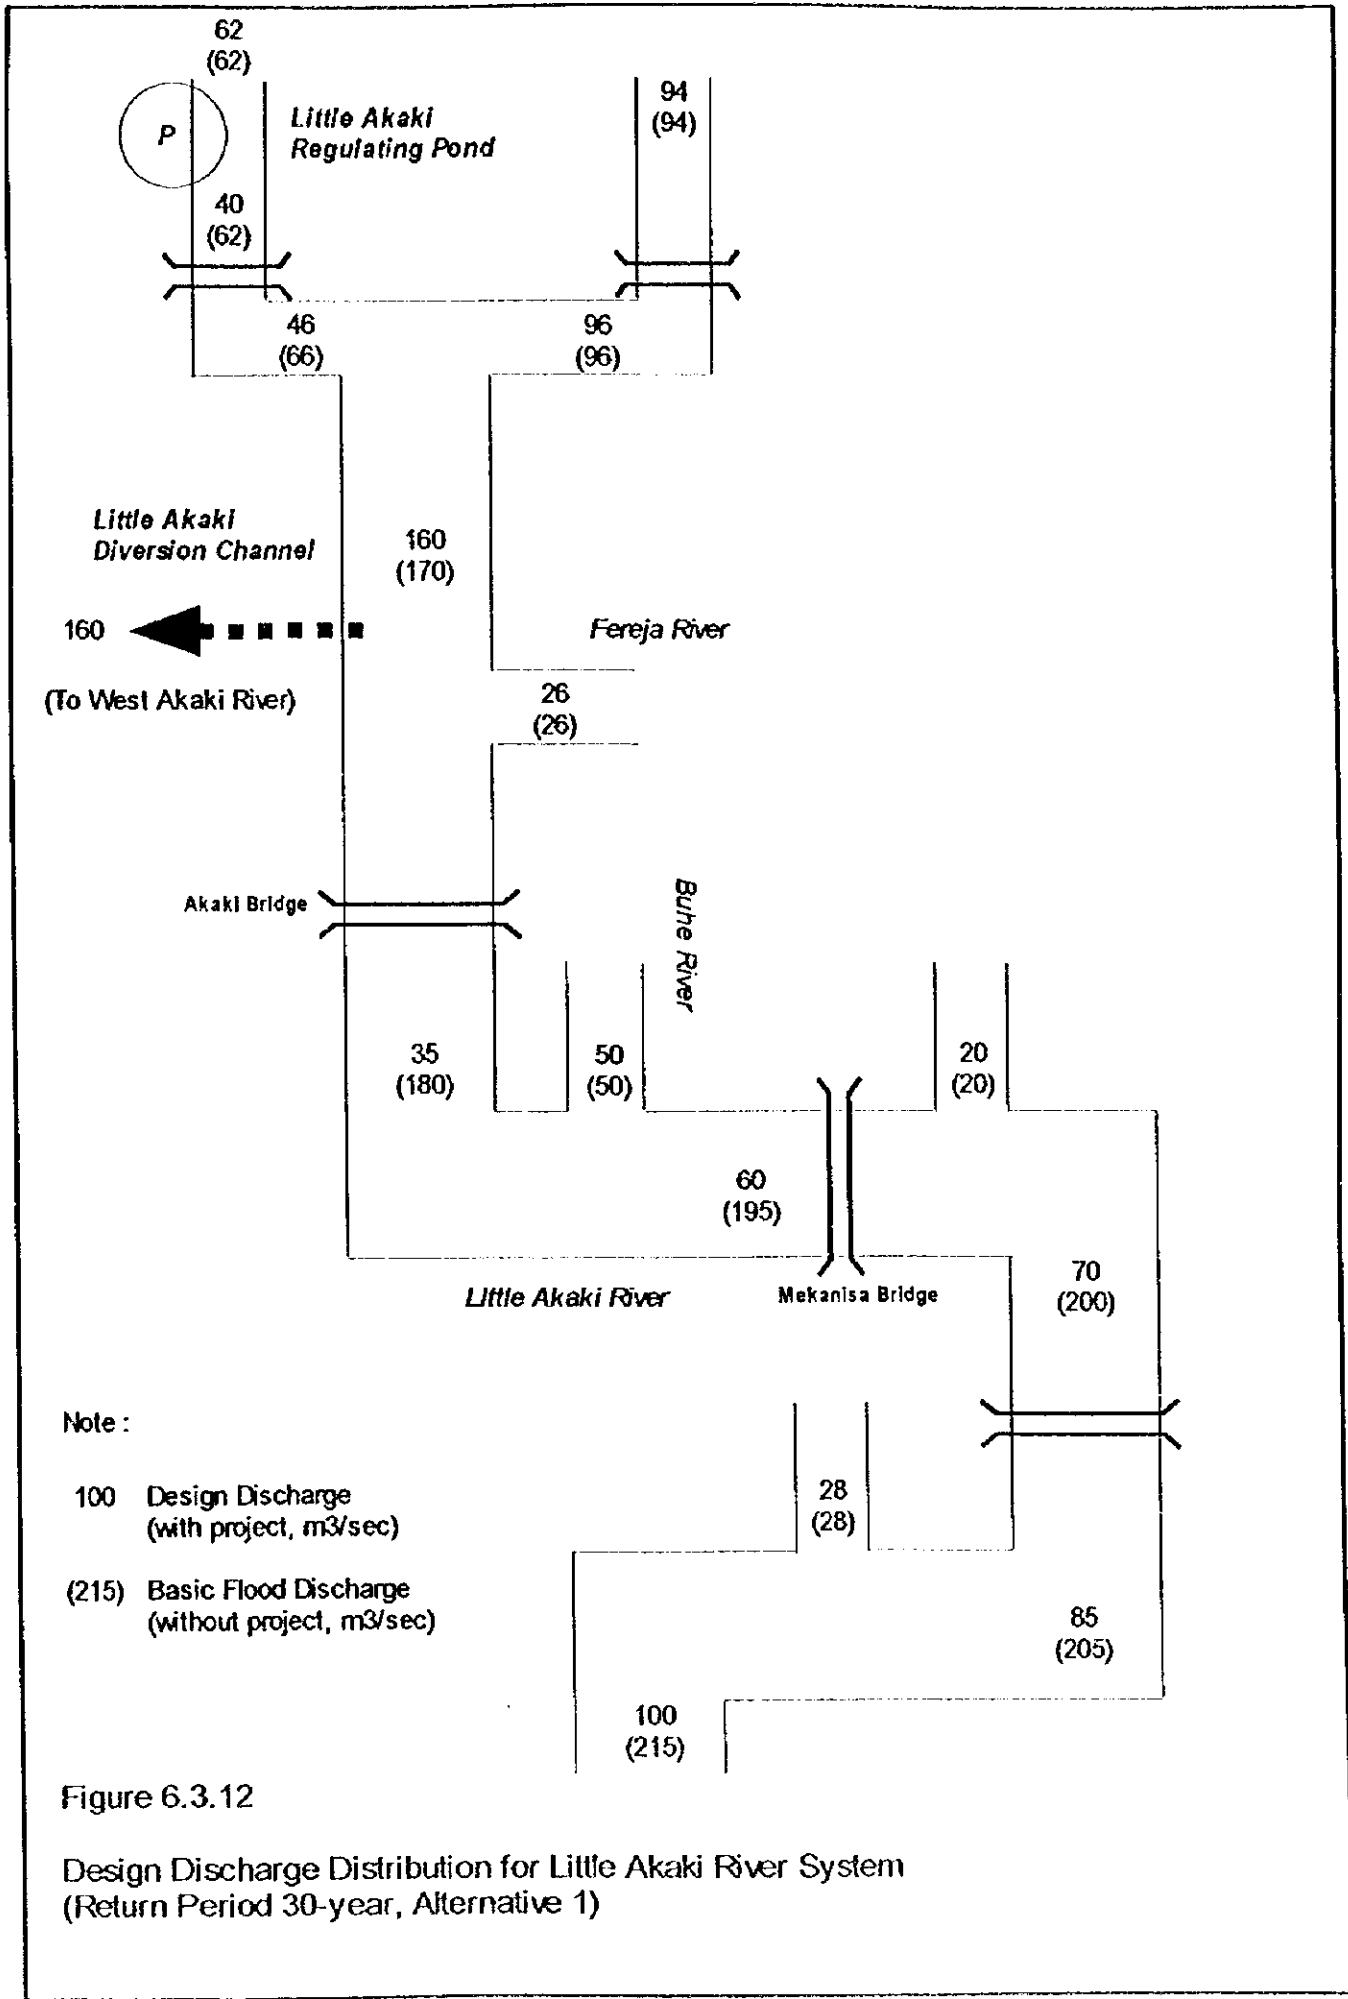 62
(62)
94
(94)
P
Little Akaki
Regulating Pond
40
(62)
46
(66)
96
(96)
Little Akaki
Diversion Channel
160
(170)
160
Fereja River
(To West Akaki River)
26
(26)
Akaki Bridge
Buhe River
35
(180)
50
(50)
20
(20)
60
(195)
70
(200)
Little Akaki River
Mekanisa Bridge
Note :
100 Design Discharge
(with project, m3/sec)
28
(28)
(215) Basic Flood Discharge
(without project, m3/sec)
85
(205)
100
(215)
Figure 6.3.12
Design Discharge Distribution for Little Akaki River System
(Return Period 30-year, Alternative 1)